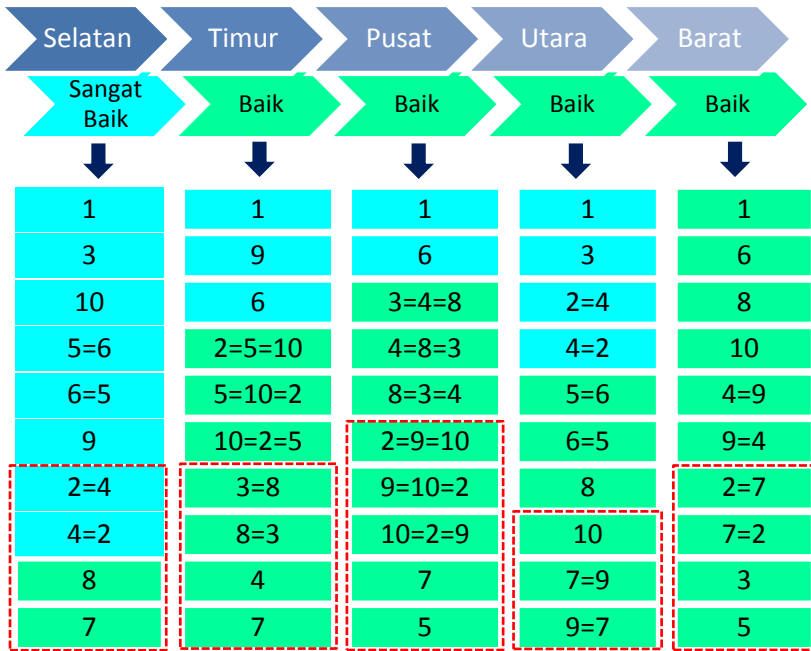 Selatan Timur Pusat Utara Barat
Sangat Baik Baik Baik Baik Baik
1 1 1 1 1
3 9 6 3 6
10 6 3=4=8 2=4 8
5=6 2=5=10 4=8=3 4=2 10
6=5 5=10=2 8=3=4 5=6 4=9
9 10=2=5 2=9=10 6=5 9=4
2=4 3=8 9=10=2 8 2=7
4=2 8=3 10=2=9 10 7=2
8 4 7 7=9 3
7 7 5 9=7 5